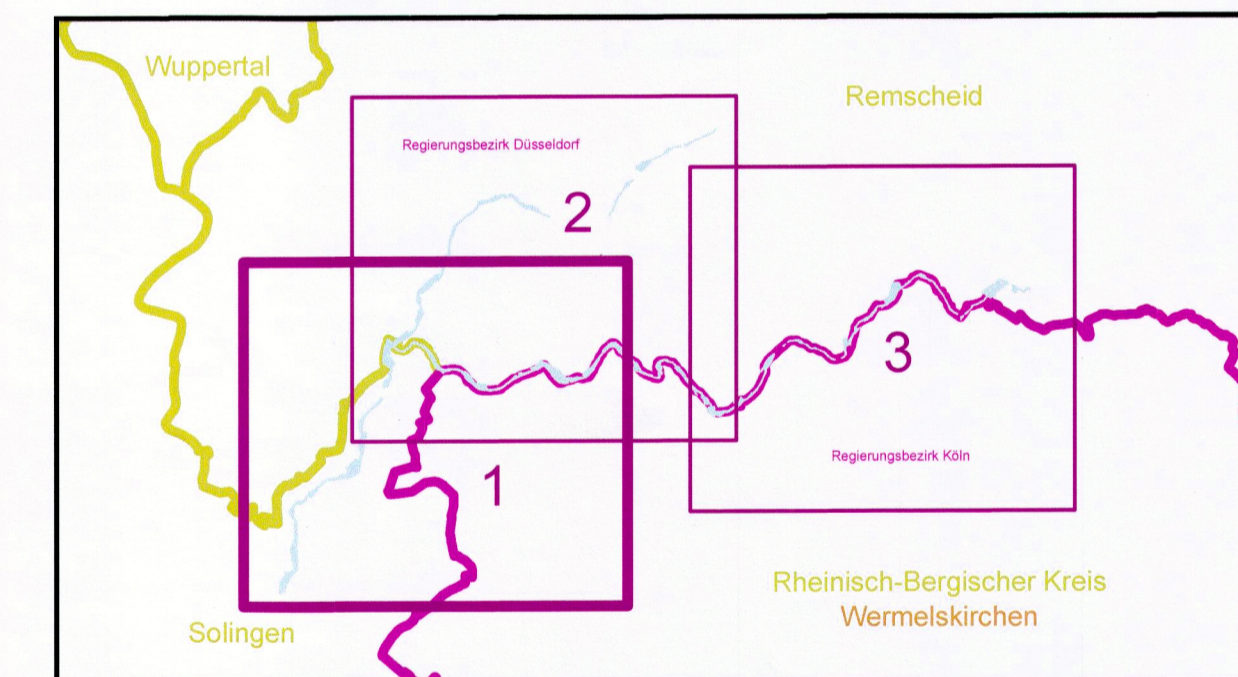 Wuppertal
Remscheid
Regierungsbezirk Düsseldorf
2
3
Regierungsbezirk Köln
1
Rheinisch-Bergischer Kreis
Wermelskirchen
Solingen